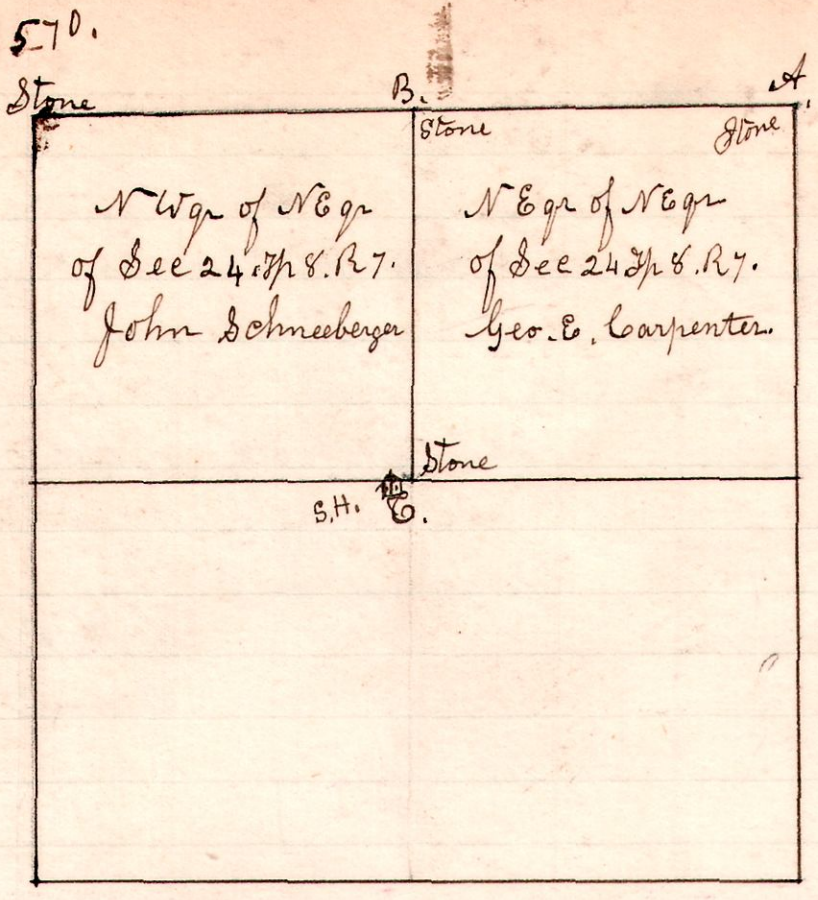 570.
Stone
B.
A.
Stone
Stone
N W qr of N E qr
of Sec 24. Tp 8. R 7.
John Schneeberger
N E qr of N E qr
of Sec 24 Tp 8. R 7.
Geo. E. Carpenter.
Stone
S.H.
C.